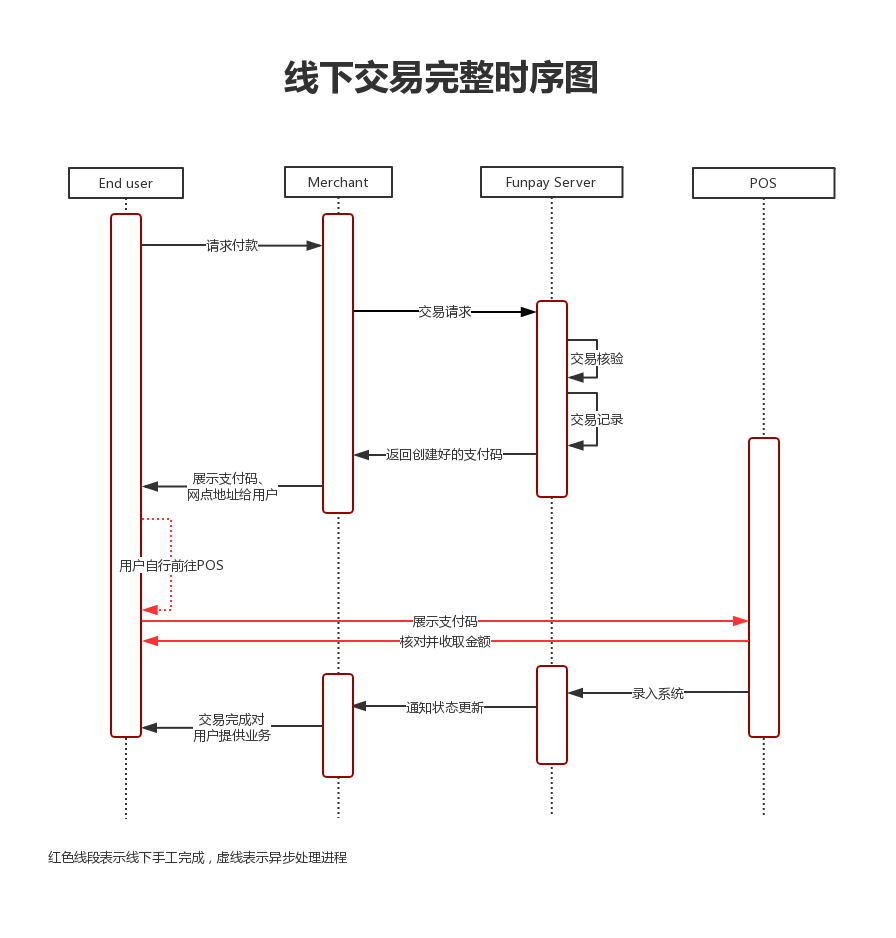 线下交易完整时序图
End user
Merchant
Funpay Server
POS
请求付款
交易请求
交易核验
交易记录
返回创建好的支付码
展示支付码、
网点地址给用户
用户自行前往POS
展示支付码
核对并收取金额
录入系统
通知状态更新
交易完成对
用户提供业务
红色线段表示线下手工完成，虚线表示异步处理进程